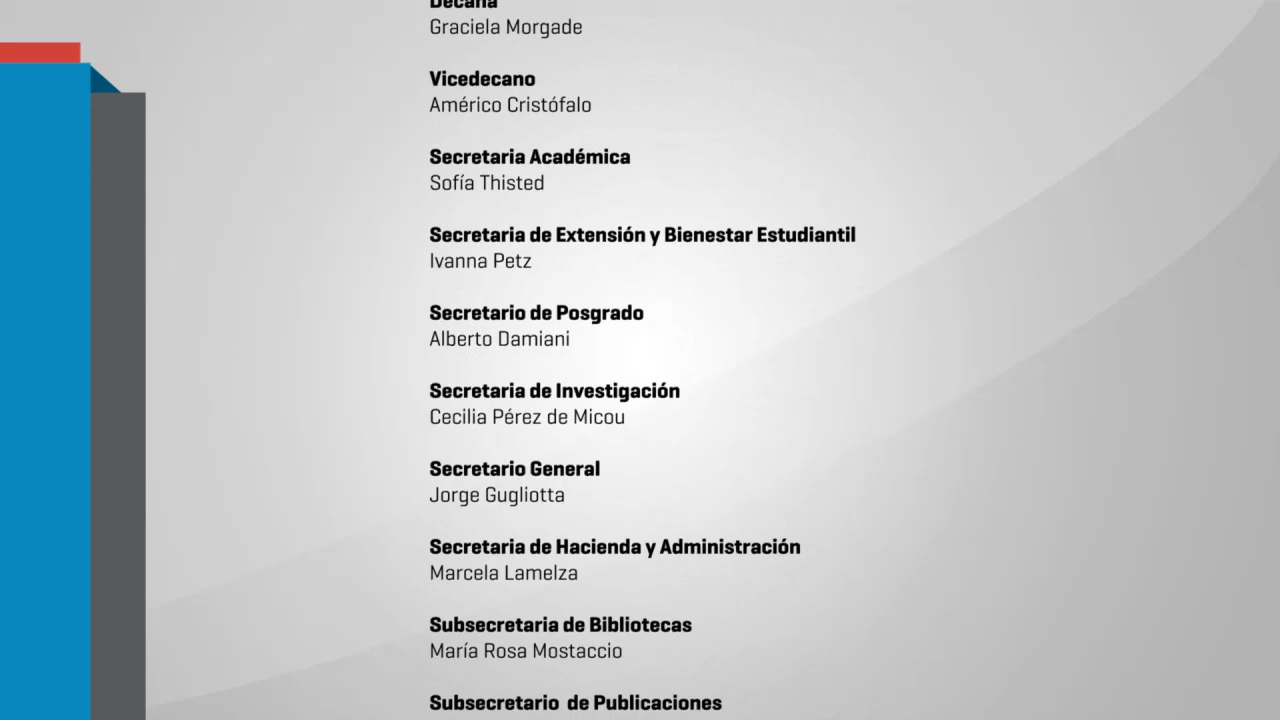 Decana
Graciela Morgade
Vicedecano
Américo Cristófalo
Secretaria Académica
Sofía Thisted
Secretaria de Extensión y Bienestar Estudiantil
Ivanna Petz
Secretario de Posgrado
Alberto Damiani
Secretaria de Investigación
Cecilia Pérez de Micou
Secretario General
Jorge Gugliotta
Secretaria de Hacienda y Administración
Marcela Lamelza
Subsecretaria de Bibliotecas
María Rosa Mostaccio
Subsecretario de Publicaciones